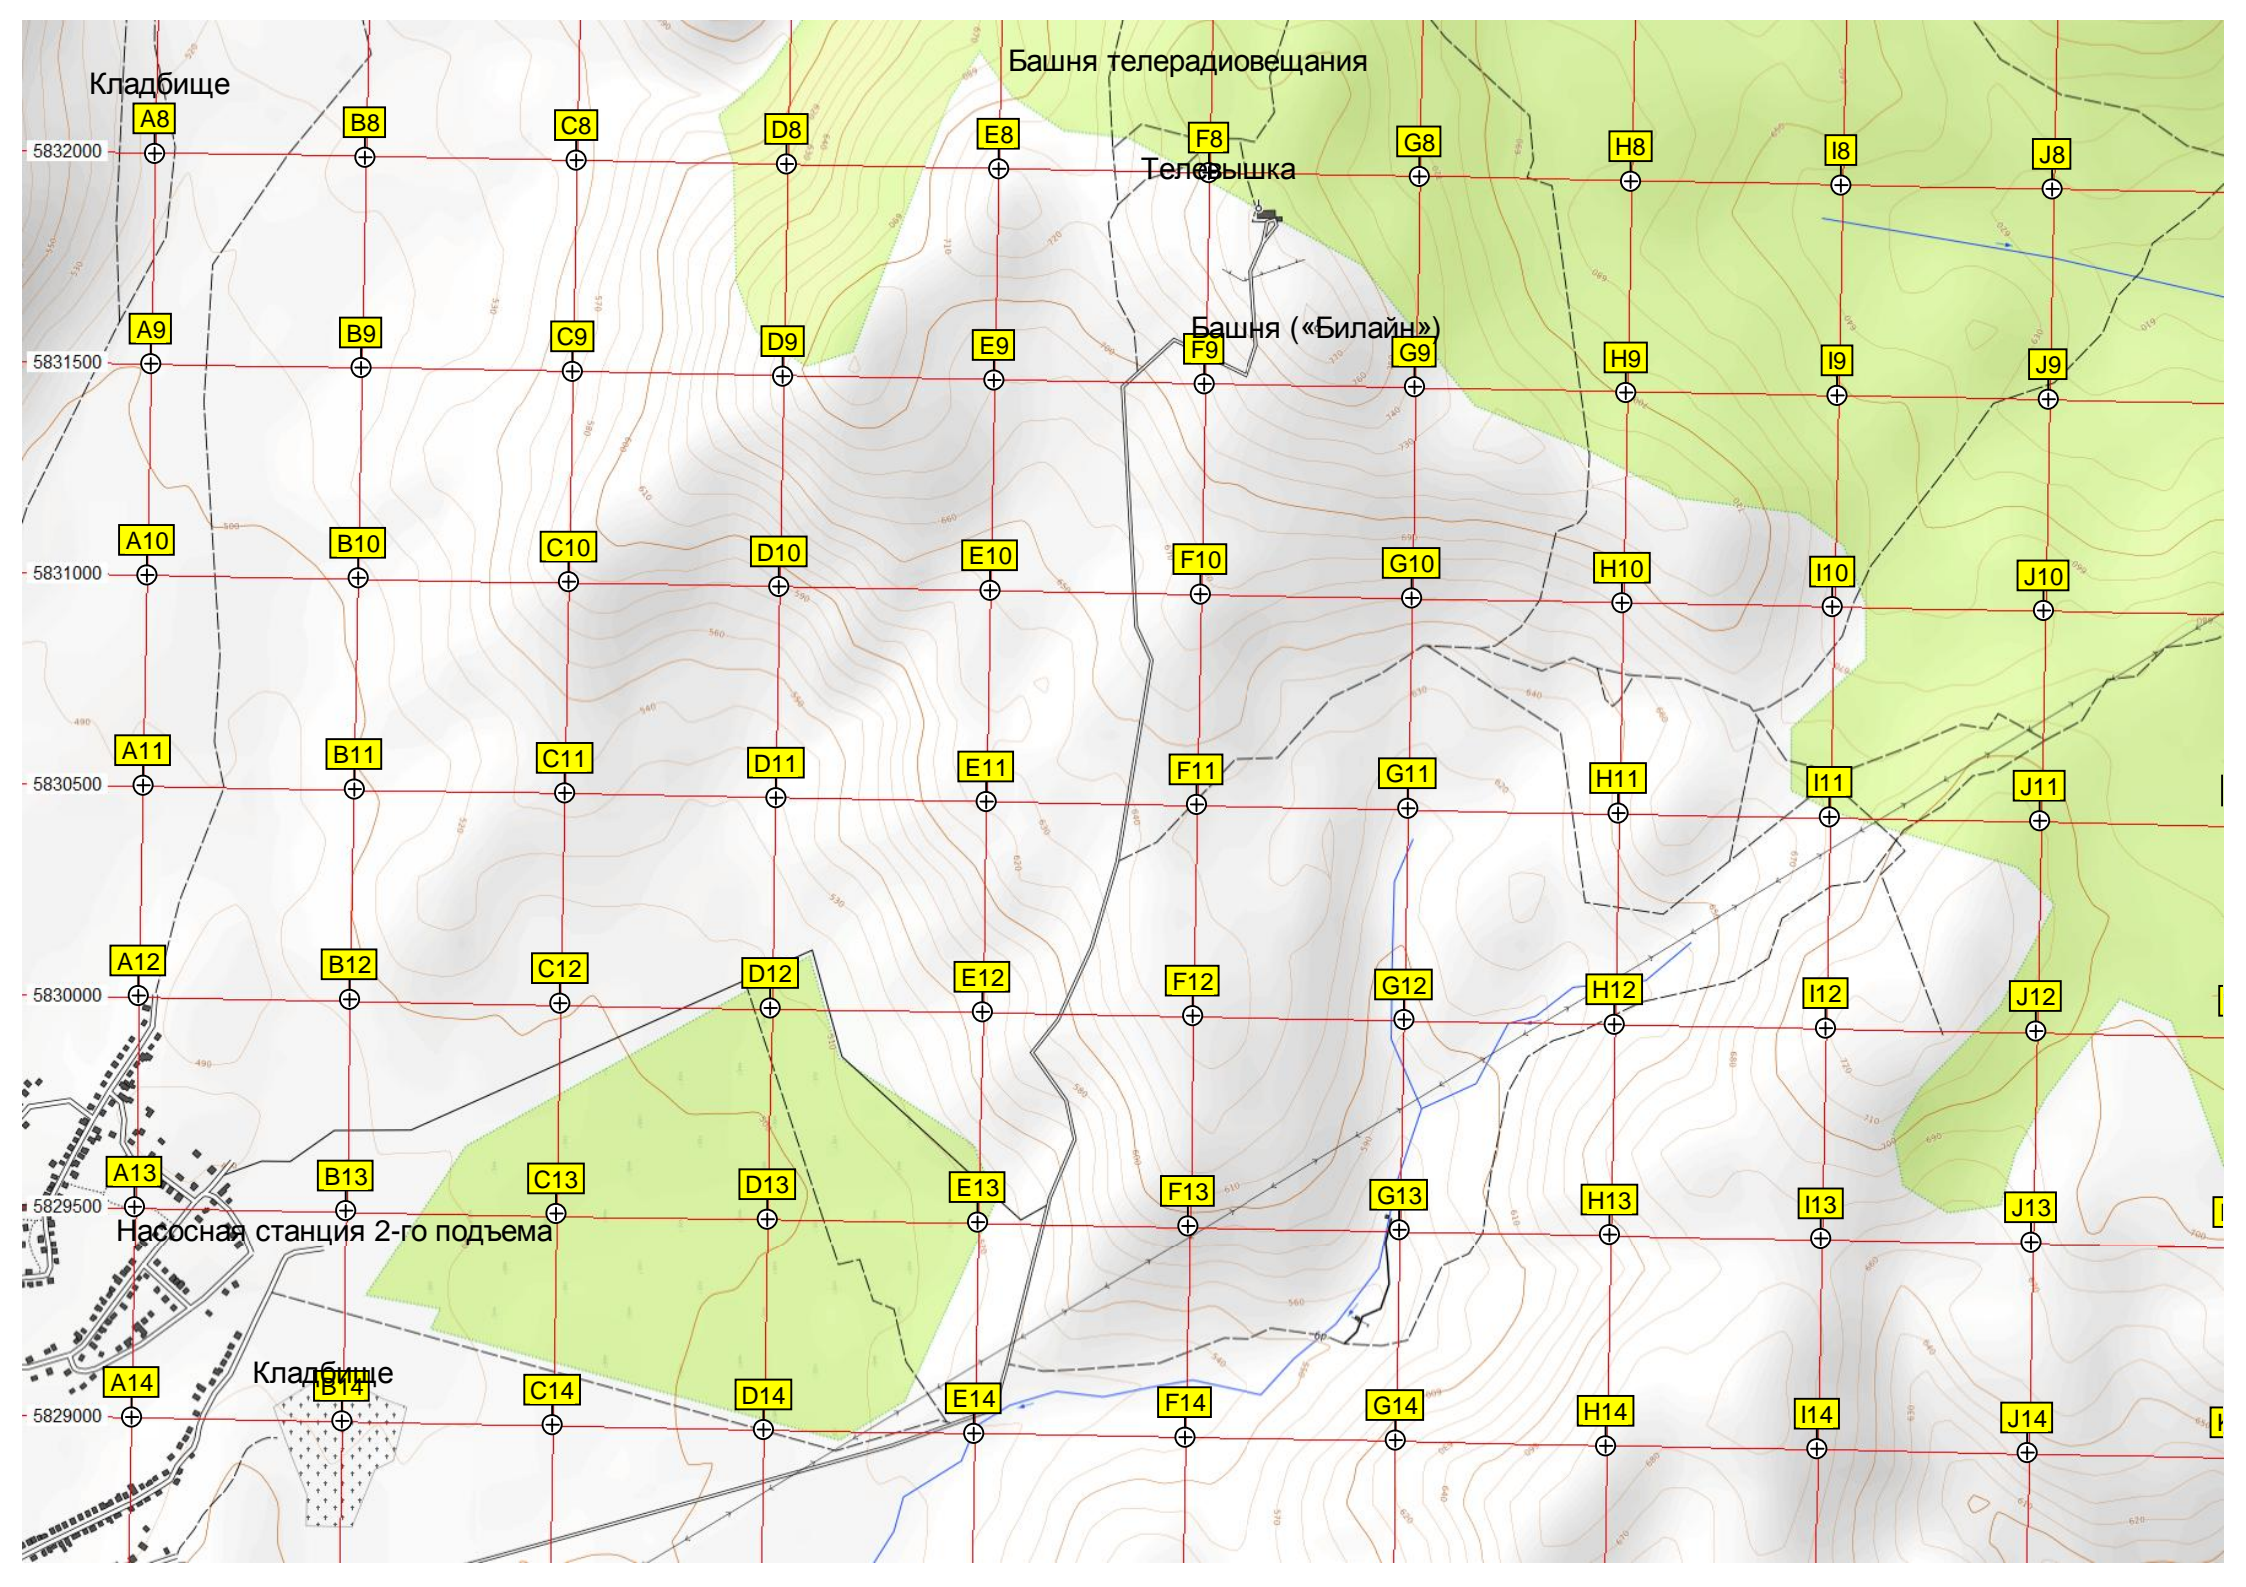 Башня телерадиовещания
Кладбище
A8 B8 C8 D8 E8 F8 G8 H8 I8 J8
5832000
Телевышка
Башня («Билайн»)
A9 B9 C9 D9 E9 F9 G9 H9 I9 J9
5831500
A10 B10 C10 D10 E10 F10 G10 H10 I10 J10
5831000
A11 B11 C11 D11 E11 F11 G11 H11 I11 J11
5830500
A12 B12 C12 D12 E12 F12 G12 H12 I12 J12
5830000
A13 B13 C13 D13 E13 F13 G13 H13 I13 J13
5829500
Насосная станция 2-го подъема
Кладбище
A14 B14 C14 D14 E14 F14 G14 H14 I14 J14
5829000